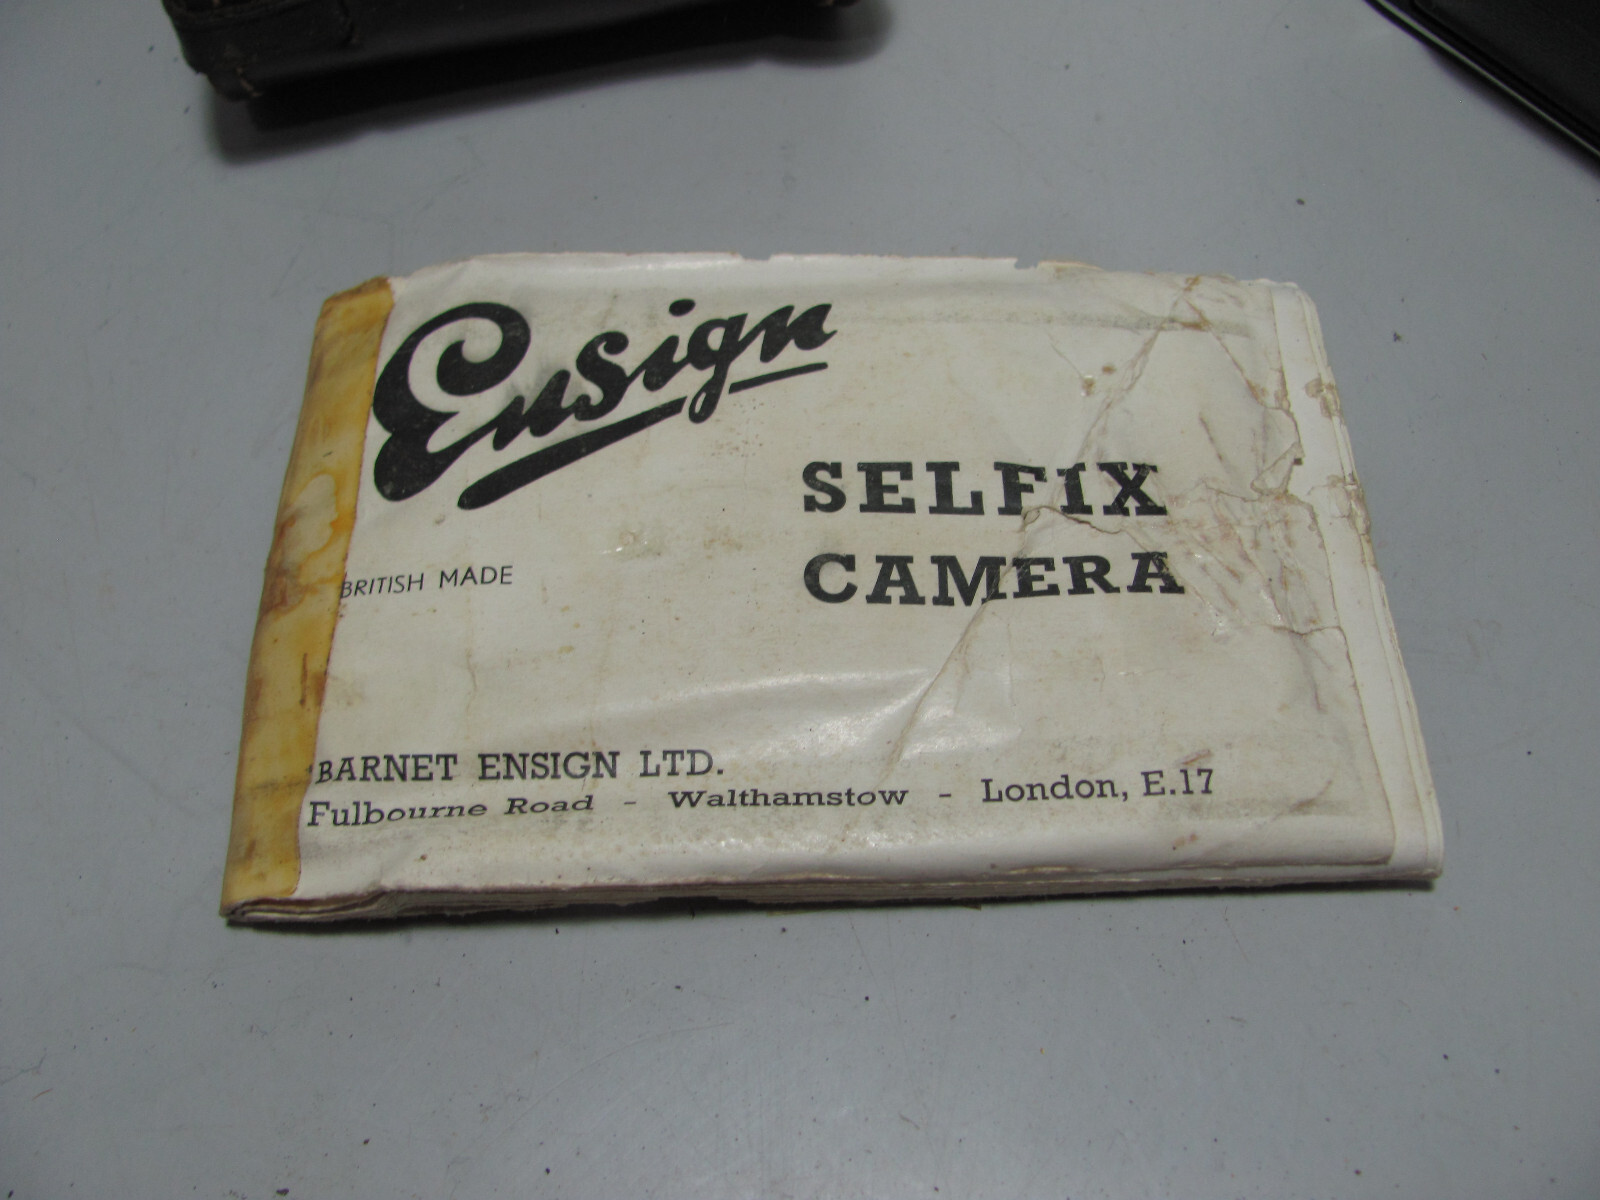 Ensign
SELFIX
CAMERA
BRITISH MADE
BARNET ENSIGN LTD.
Fulbourne Road - Walthamstow - London, E.17